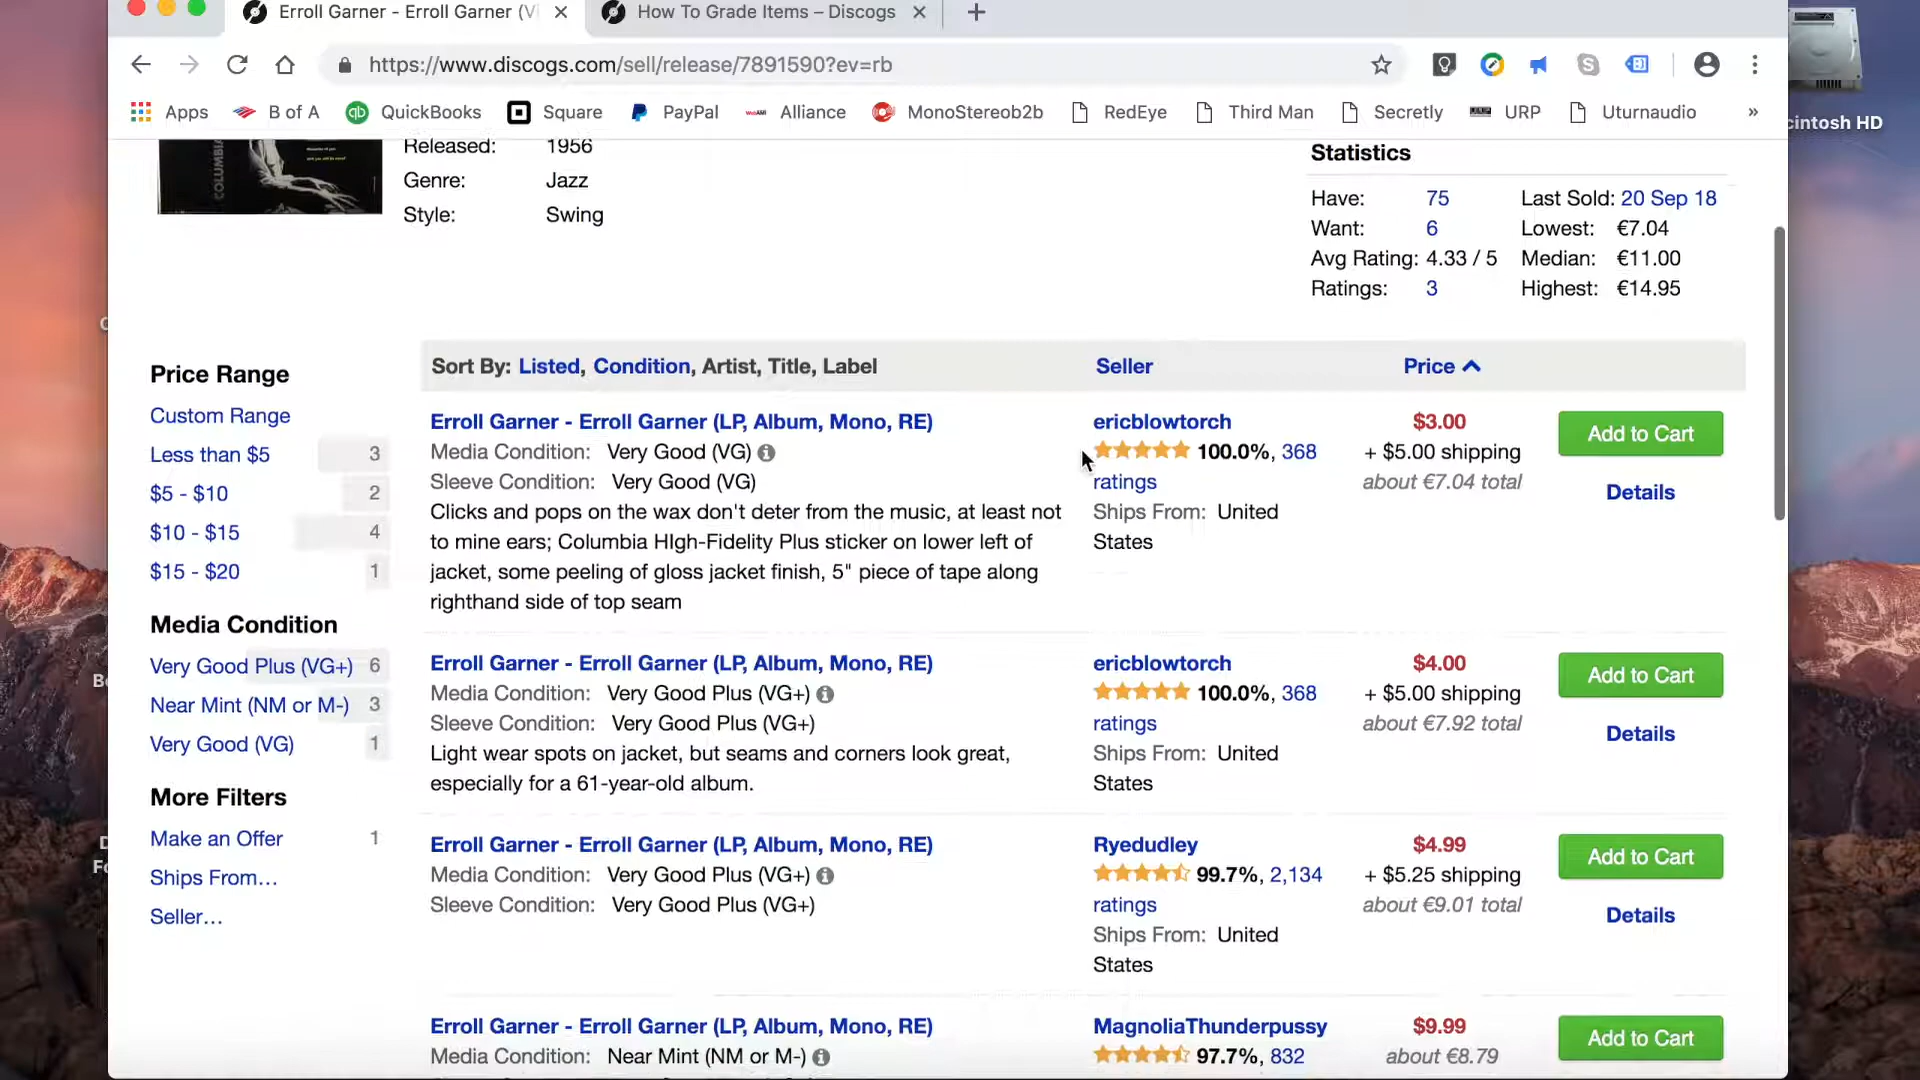 Erroll Garner - Erroll Garner (Vi
How To Grade Items – Discogs
https://www.discogs.com/sell/release/7891590?ev=rb
Apps B of A QuickBooks Square PayPal Alliance MonoStereob2b RedEye Third Man Secretly URP Uturnaudio »
cintosh HD
COLUMBIA
Released: 1956
Genre: Jazz
Style: Swing
Statistics
Have: 75 Last Sold: 20 Sep 18
Want: 6 Lowest: €7.04
Avg Rating: 4.33 / 5 Median: €11.00
Ratings: 3 Highest: €14.95
Price Range
Custom Range
Less than $5 3
$5 - $10 2
$10 - $15 4
$15 - $20 1
Media Condition
Very Good Plus (VG+) 6
Near Mint (NM or M-) 3
Very Good (VG) 1
More Filters
Make an Offer 1
Ships From...
Seller...
Sort By: Listed, Condition, Artist, Title, Label Seller Price
Erroll Garner - Erroll Garner (LP, Album, Mono, RE)
Media Condition: Very Good (VG)
Sleeve Condition: Very Good (VG)
Clicks and pops on the wax don't deter from the music, at least not
to mine ears; Columbia HIgh-Fidelity Plus sticker on lower left of
jacket, some peeling of gloss jacket finish, 5" piece of tape along
righthand side of top seam
ericblowtorch
100.0%, 368
ratings
Ships From: United
States
$3.00
+ $5.00 shipping
about €7.04 total
Add to Cart
Details
Erroll Garner - Erroll Garner (LP, Album, Mono, RE)
Media Condition: Very Good Plus (VG+)
Sleeve Condition: Very Good Plus (VG+)
Light wear spots on jacket, but seams and corners look great,
especially for a 61-year-old album.
ericblowtorch
100.0%, 368
ratings
Ships From: United
States
$4.00
+ $5.00 shipping
about €7.92 total
Add to Cart
Details
Erroll Garner - Erroll Garner (LP, Album, Mono, RE)
Media Condition: Very Good Plus (VG+)
Sleeve Condition: Very Good Plus (VG+)
Ryedudley
99.7%, 2,134
ratings
Ships From: United
States
$4.99
+ $5.25 shipping
about €9.01 total
Add to Cart
Details
Erroll Garner - Erroll Garner (LP, Album, Mono, RE)
Media Condition: Near Mint (NM or M-)
MagnoliaThunderpussy
97.7%, 832
$9.99
about €8.79
Add to Cart